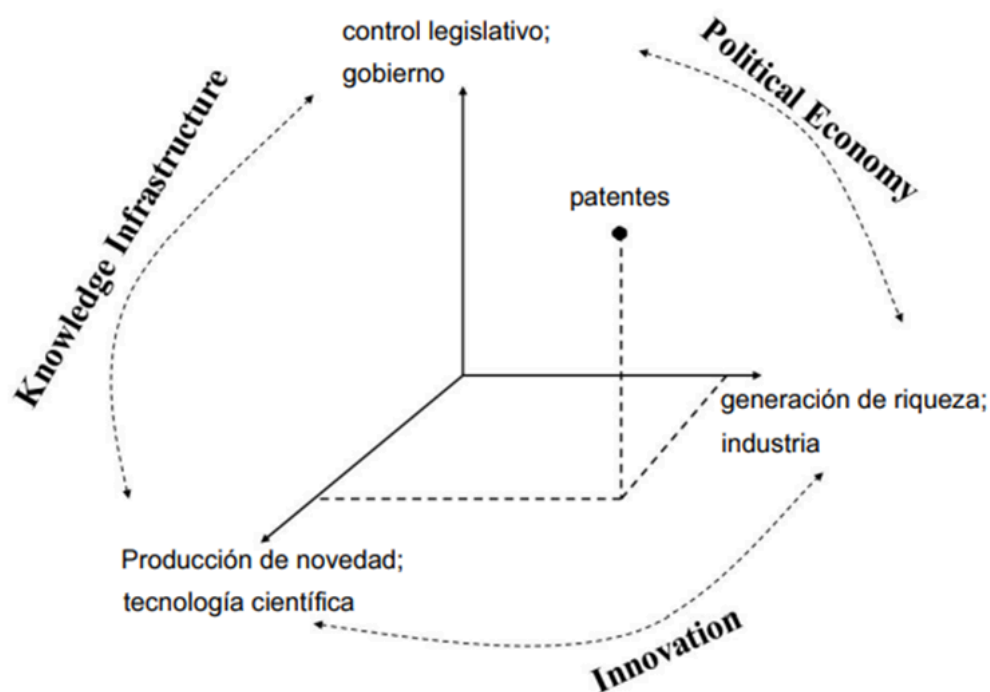 control legislativo;
gobierno
Political Economy
Knowledge Infrastructure
patentes
generación de riqueza;
industria
Producción de novedad;
tecnología científica
Innovation